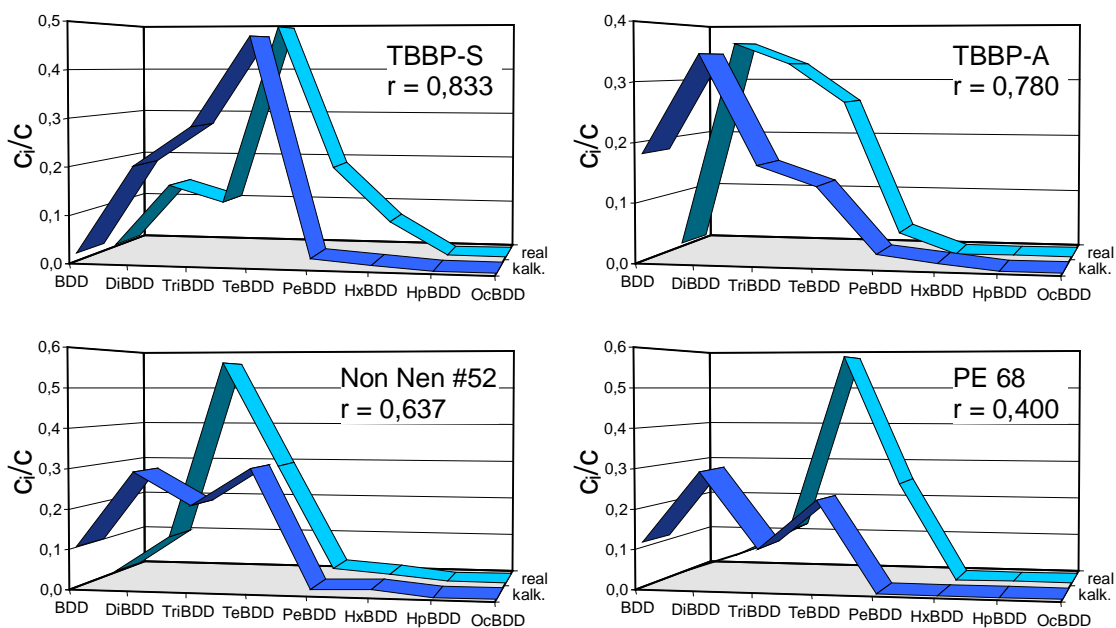 TBBP-S
r = 0,833
0,5
0,4
0,3
0,2
0,1
0,0
cᵢ/c
BDD
DiBDD
TriBDD
TeBDD
PeBDD
HxBDD
HpBDD
OcBDD
real
kalk.
TBBP-A
r = 0,780
0,4
0,3
0,2
0,1
0,0
cᵢ/c
BDD
DiBDD
TriBDD
TeBDD
PeBDD
HxBDD
HpBDD
OcBDD
real
kalk.
Non Nen #52
r = 0,637
0,6
0,5
0,4
0,3
0,2
0,1
0,0
cᵢ/c
BDD
DiBDD
TriBDD
TeBDD
PeBDD
HxBDD
HpBDD
OcBDD
real
kalk.
PE 68
r = 0,400
0,6
0,5
0,4
0,3
0,2
0,1
0,0
cᵢ/c
BDD
DiBDD
TriBDD
TeBDD
PeBDD
HxBDD
HpBDD
OcBDD
real
kalk.